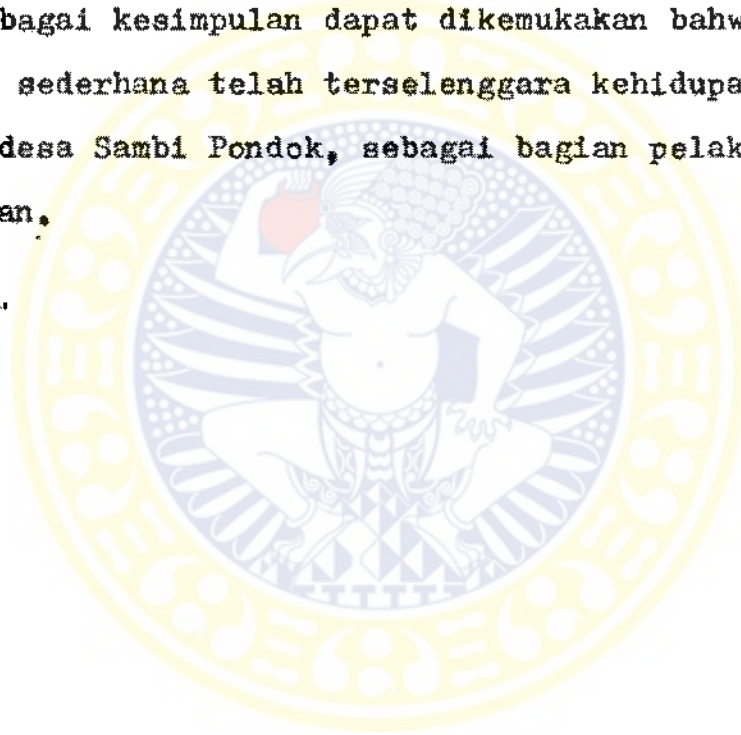 bagai kesimpulan dapat dikemukakan bahw
sederhana telah terselenggara kehidupa
desa Sambi Pondok, sebagai bagian pelak
an.